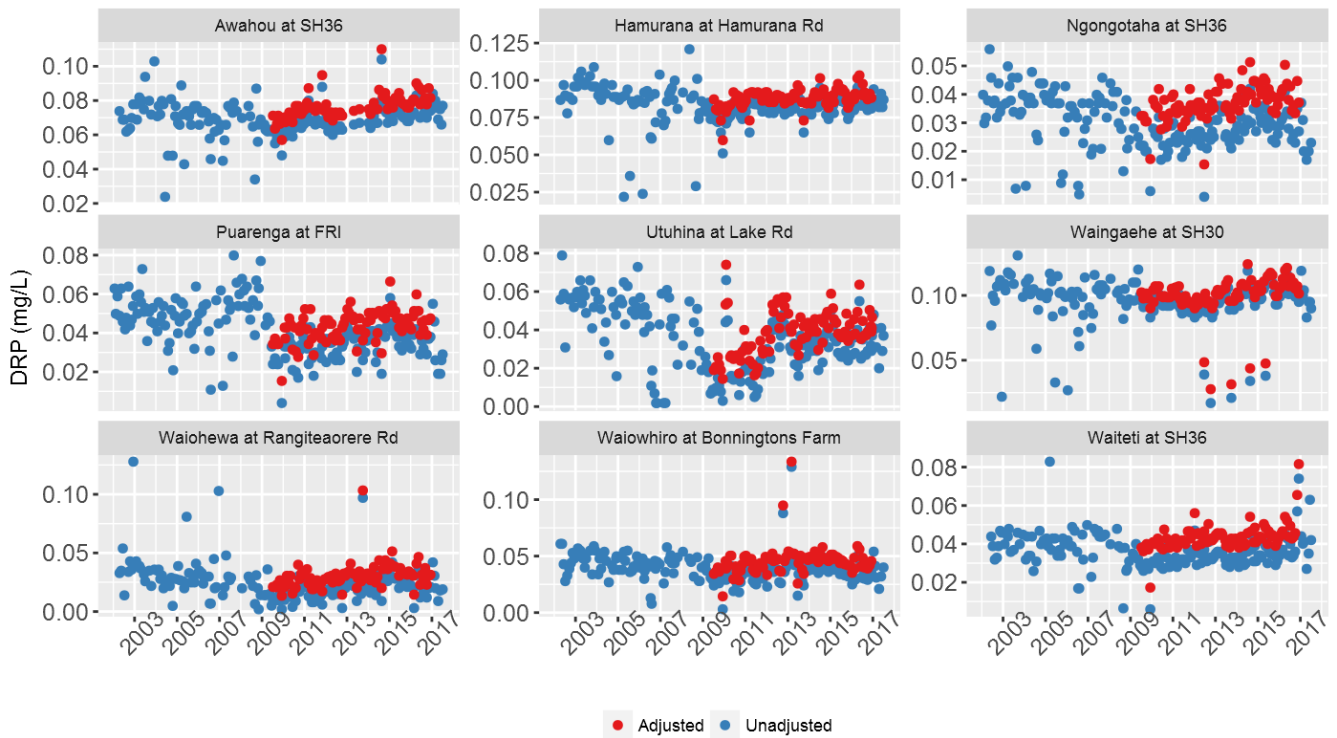 Awahou at SH36
Hamurana at Hamurana Rd
Ngongotaha at SH36
0.10
0.08
0.06
0.04
0.02
0.125
0.100
0.075
0.050
0.025
0.05
0.04
0.03
0.02
0.01
Puarenga at FRI
Utuhina at Lake Rd
Waingaehe at SH30
DRP (mg/L)
0.08
0.06
0.04
0.02
0.08
0.06
0.04
0.02
0.00
0.10
0.05
Waiohewa at Rangiteaorere Rd
Waiowhiro at Bonningtons Farm
Waiteti at SH36
0.10
0.05
0.00
0.10
0.05
0.00
0.08
0.06
0.04
0.02
2003 2005 2007 2009 2011 2013 2015 2017
2003 2005 2007 2009 2011 2013 2015 2017
2003 2005 2007 2009 2011 2013 2015 2017
Adjusted Unadjusted